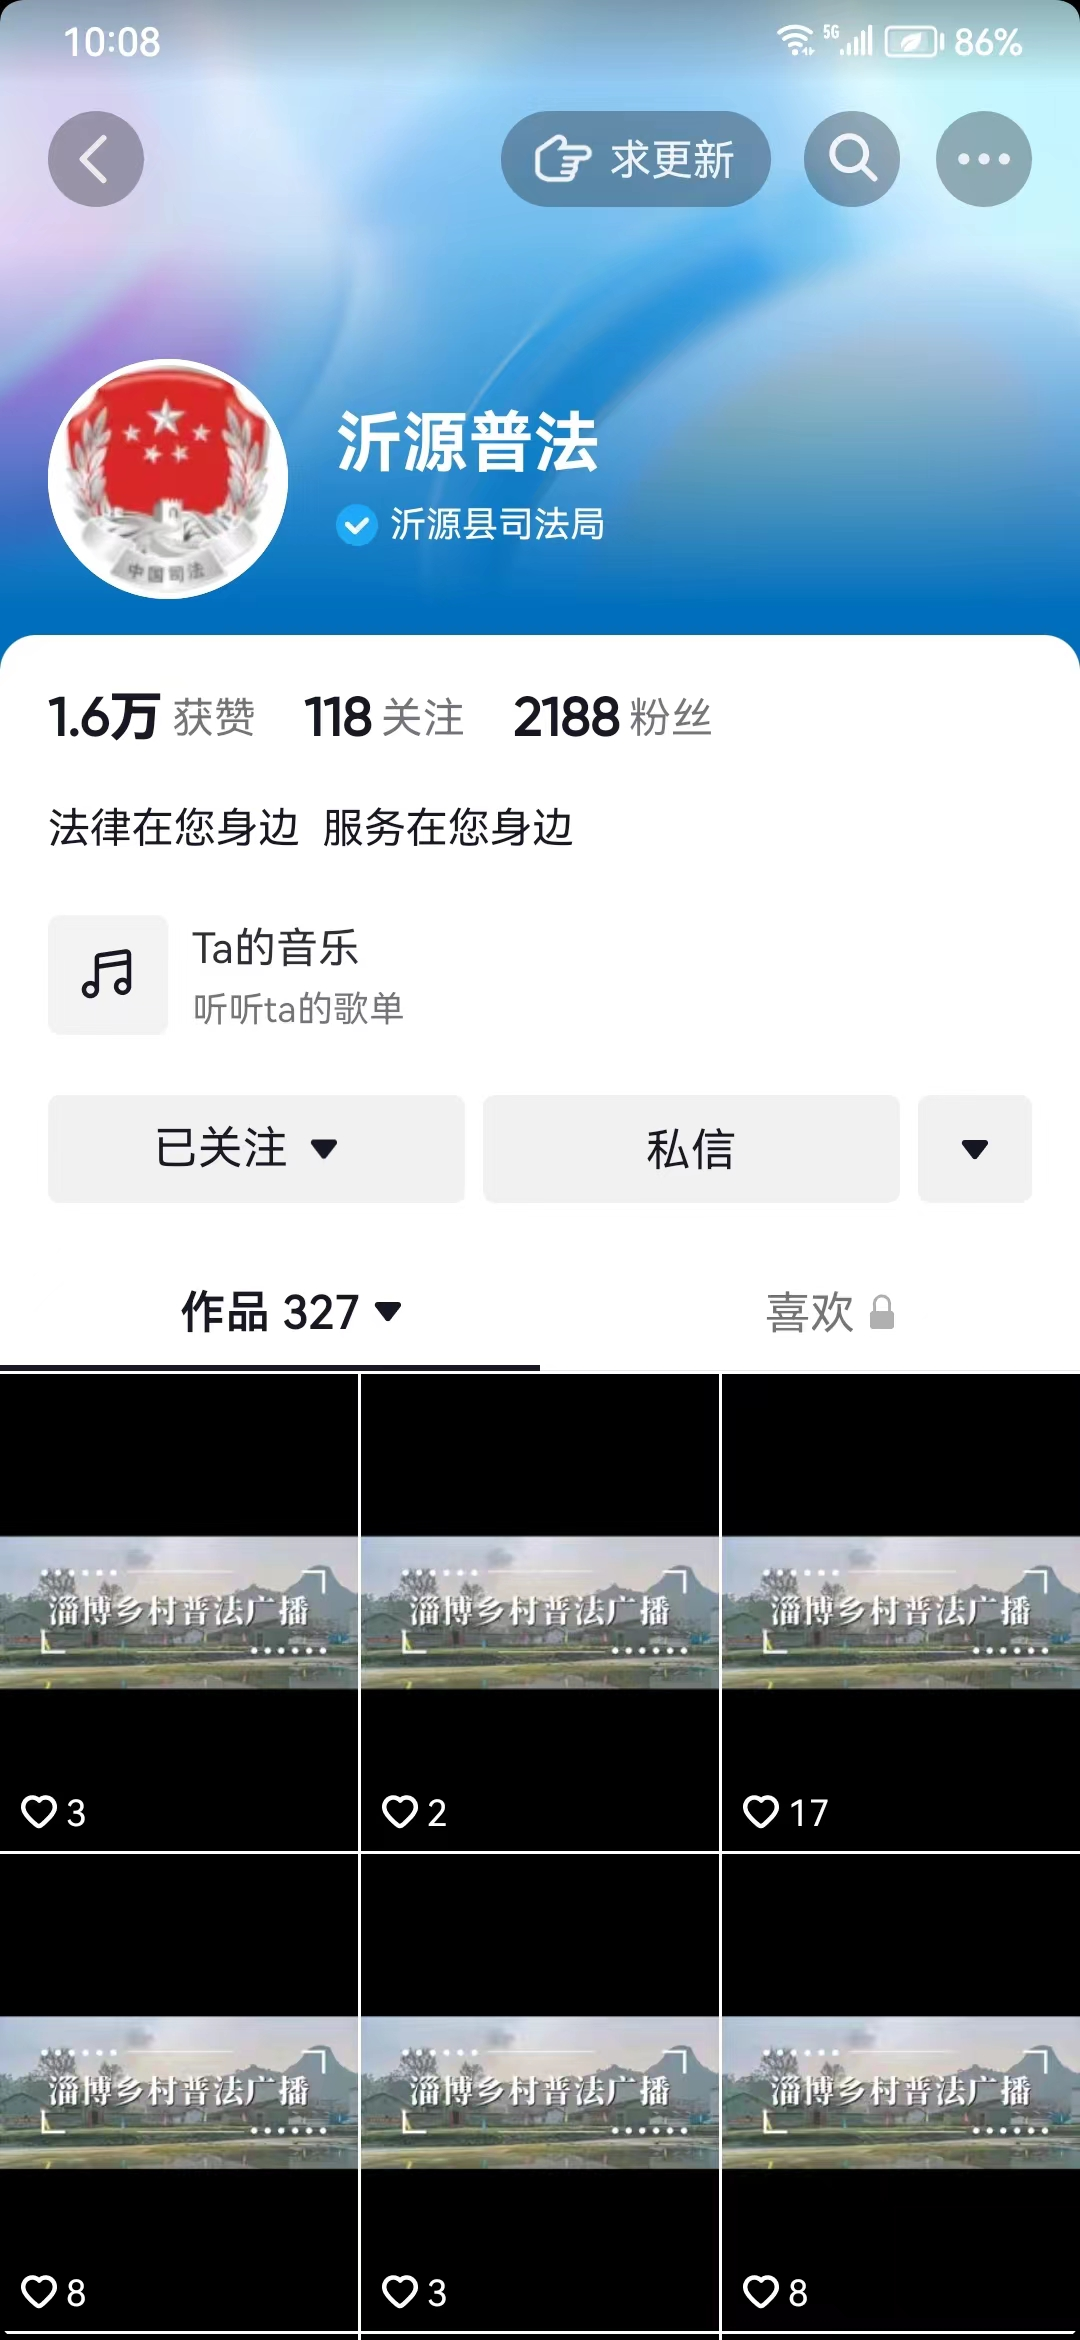 10:08
5G
86%
求更新
中国司法
沂源普法
沂源县司法局
1.6万 获赞 118 关注 2188 粉丝
法律在您身边 服务在您身边
Ta的音乐
听听ta的歌单
已关注
私信
作品 327
喜欢
淄博乡村普法广播
淄博乡村普法广播
淄博乡村普法广播
3
2
17
淄博乡村普法广播
淄博乡村普法广播
淄博乡村普法广播
8
3
8